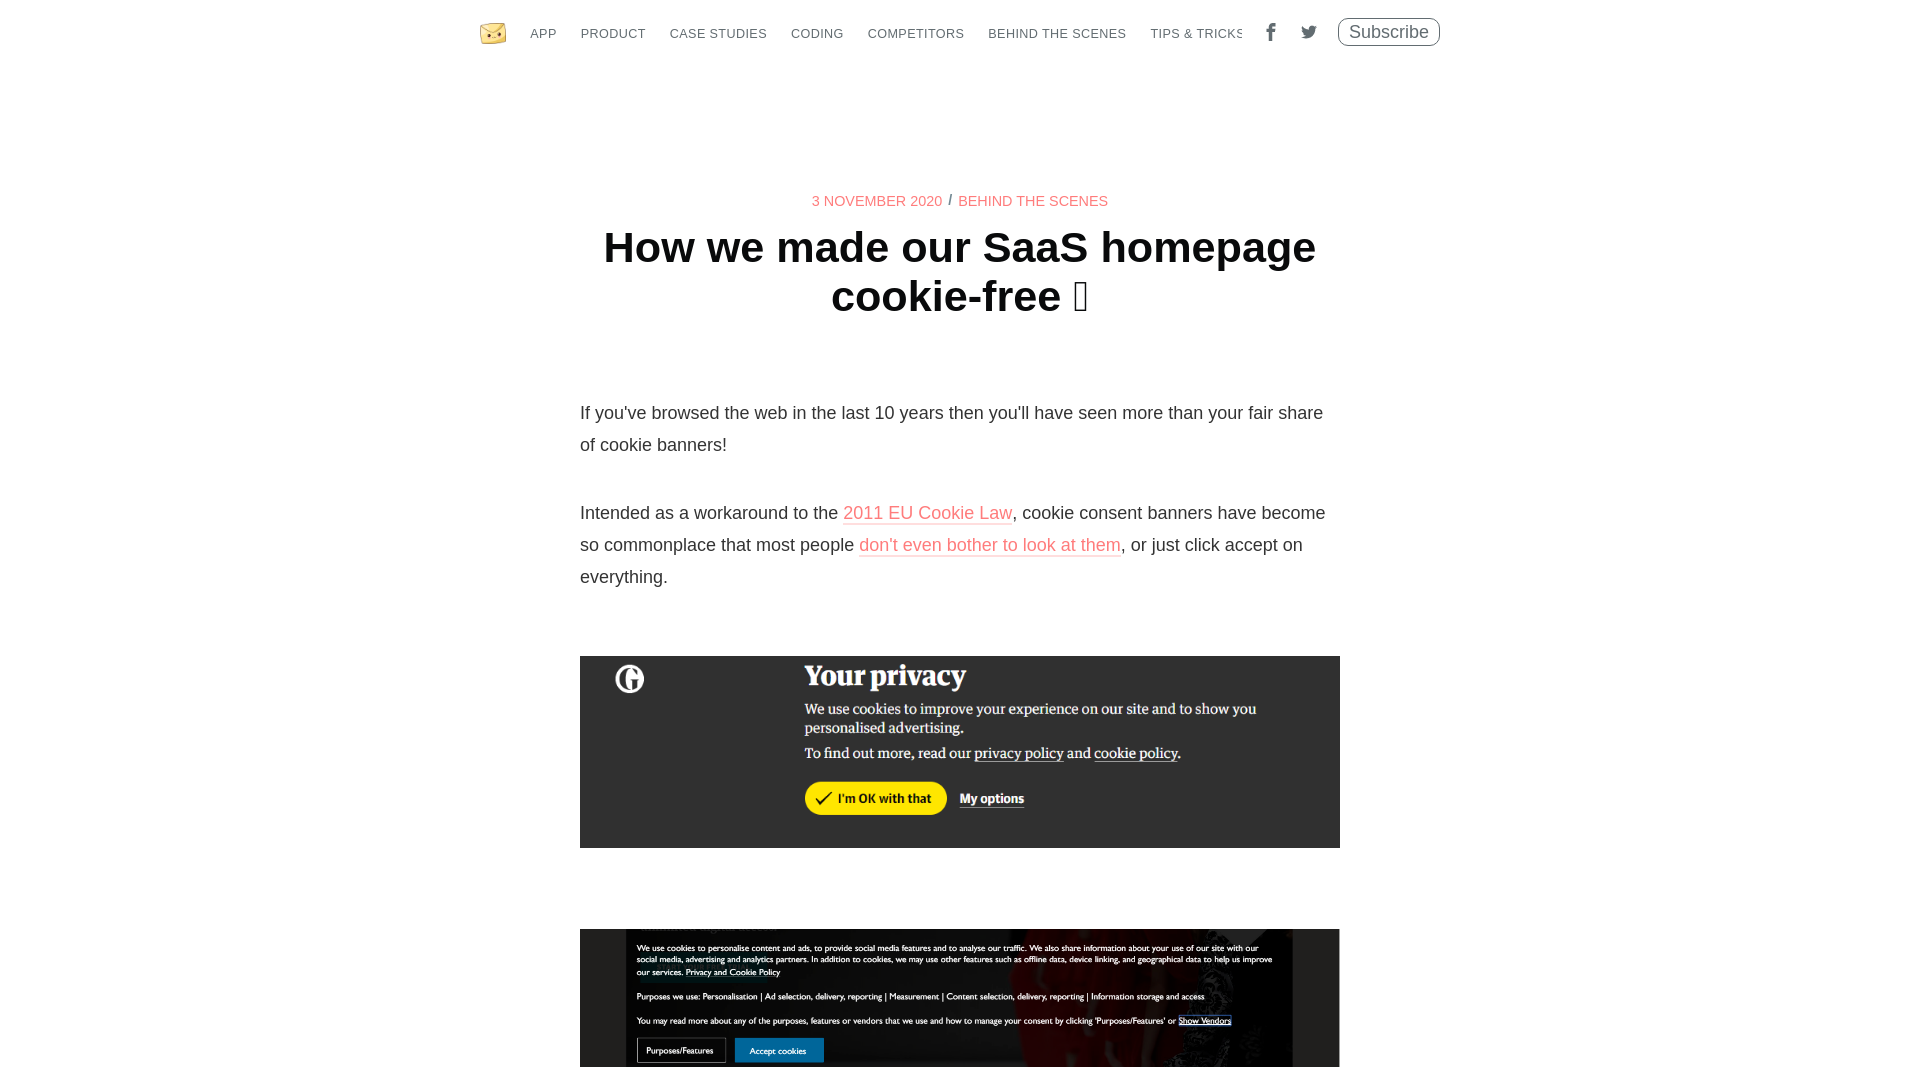 APP PRODUCT CASE STUDIES CODING COMPETITORS BEHIND THE SCENES TIPS & TRICKS Subscribe
3 NOVEMBER 2020 / BEHIND THE SCENES
How we made our SaaS homepage
cookie-free
If you've browsed the web in the last 10 years then you'll have seen more than your fair share
of cookie banners!
Intended as a workaround to the 2011 EU Cookie Law, cookie consent banners have become
so commonplace that most people don't even bother to look at them, or just click accept on
everything.
G
Your privacy
We use cookies to improve your experience on our site and to show you
personalised advertising.
To find out more, read our privacy policy and cookie policy.
I'm OK with that My options
We use cookies to personalise content and ads, to provide social media features and to analyse our traffic. We also share information about your use of our site with our
social media, advertising and analytics partners. In addition to cookies, we may use other features such as offline data, device linking, and geographical data to help us improve
our services. Privacy and Cookie Policy
Purposes we use: Personalisation | Ad selection, delivery, reporting | Measurement | Content selection, delivery, reporting | Information storage and access
You may read more about any of the purposes, features or vendors that we use and how to manage your consent by clicking 'Purposes/Features' or Show Vendors
Purposes/Features Accept cookies